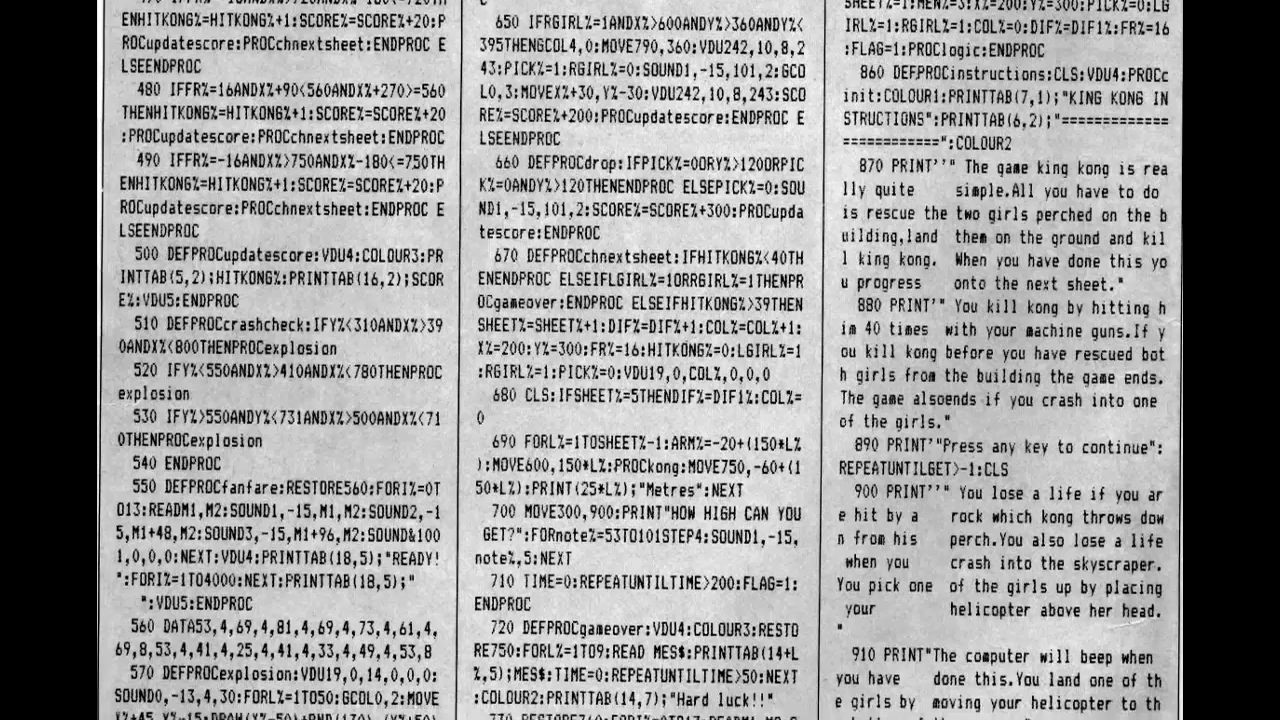 ROCupdatescore:PROCchnextsheet:ENDPROC E
LSEENDPROC
480 IFFR%=16ANDX%+90<560ANDX%+270>=560
THENHITKONG%=HITKONG%+1:SCORE%=SCORE%+20
:PROCupdatescore:PROCchnextsheet:ENDPROC
490 IFFR%=-16ANDX%>750ANDX%-180<=750TH
ENHITKONG%=HITKONG%+1:SCORE%=SCORE%+20:P
ROCupdatescore:PROCchnextsheet:ENDPROC E
LSEENDPROC
500 DEFPROCupdatescore:VDU4:COLOUR3:PR
INTTAB(5,2);HITKONG%:PRINTTAB(16,2);SCOR
E%:VDU5:ENDPROC
510 DEFPROCcrashcheck:IFY%<310ANDX%>39
0ANDX%<800THENPROCexplosion
520 IFY%<550ANDX%>410ANDX%<780THENPROC
explosion
530 IFY%>550ANDY%<731ANDX%>500ANDX%<71
0THENPROCexplosion
540 ENDPROC
550 DEFPROCfanfare:RESTORE560:FORI%=0T
O13:READM1,M2:SOUND1,-15,M1,M2:SOUND2,-1
5,M1+48,M2:SOUND3,-15,M1+96,M2:SOUND&100
1,0,0,0:NEXT:VDU4:PRINTTAB(18,5);"READY!
":FORI%=1TO4000:NEXT:PRINTTAB(18,5);"
":VDU5:ENDPROC
560 DATA53,4,69,4,81,4,69,4,73,4,61,4,
69,8,53,4,41,4,25,4,41,4,33,4,49,4,53,8
570 DEFPROCexplosion:VDU19,0,14,0,0,0:
SOUND0,-13,4,30:FORL%=1TO50:GCOL0,2:MOVE
650 IFRGIRL%=1ANDX%>600ANDY%>360ANDY%<
395THENGCOL4,0:MOVE790,360:VDU242,10,8,2
43:PICK%=1:RGIRL%=0:SOUND1,-15,101,2:GCO
L0,3:MOVEX%+30,Y%-30:VDU242,10,8,243:SCO
RE%=SCORE%+200:PROCupdatescore:ENDPROC E
LSEENDPROC
660 DEFPROCdrop:IFPICK%=0ORY%>120ORPIC
K%=0ANDY%>120THENENDPROC ELSEPICK%=0:SOU
ND1,-15,101,2:SCORE%=SCORE%+300:PROCupda
tescore:ENDPROC
670 DEFPROCchnextsheet:IFHITKONG%<40TH
ENENDPROC ELSEIFLGIRL%=1ORRGIRL%=1THENPR
OCgameover:ENDPROC ELSEIFHITKONG%>39THEN
SHEET%=SHEET%+1:DIF%=DIF%+1:COL%=COL%+1:
X%=200:Y%=300:FR%=16:HITKONG%=0:LGIRL%=1
:RGIRL%=1:PICK%=0:VDU19,0,COL%,0,0,0
680 CLS:IFSHEET%=5THENDIF%=DIF1%:COL%=
0
690 FORL%=1TOSHEET%-1:ARM%=-20+(150*L%
):MOVE600,150*L%:PROCkong:MOVE750,-60+(1
50*L%):PRINT(25*L%);"Metres":NEXT
700 MOVE300,900:PRINT"HOW HIGH CAN YOU
GET?":FORnote%=53TO101STEP4:SOUND1,-15,
note%,5:NEXT
710 TIME=0:REPEATUNTILTIME>200:FLAG=1:
ENDPROC
720 DEFPROCgameover:VDU4:COLOUR3:RESTO
RE750:FORL%=1TO9:READ MES$:PRINTTAB(14+L
%,5);MES$:TIME=0:REPEATUNTILTIME>50:NEXT
:COLOUR2:PRINTTAB(14,7);"Hard luck!!"
SHEET%=1:MEN%=3:X%=200:Y%=300:PICK%=0:LG
IRL%=1:RGIRL%=1:COL%=0:DIF=DIF1%:FR%=16
:FLAG=1:PROClogic:ENDPROC
860 DEFPROCinstructions:CLS:VDU4:PROCc
init:COLOUR1:PRINTTAB(7,1);"KING KONG IN
STRUCTIONS":PRINTTAB(6,2);"=============
============":COLOUR2
870 PRINT''" The game king kong is rea
lly quite simple.All you have to do
is rescue the two girls perched on the b
uilding,land them on the ground and kil
l king kong. When you have done this yo
u progress onto the next sheet."
880 PRINT'" You kill kong by hitting h
im 40 times with your machine guns.If y
ou kill kong before you have rescued bot
h girls from the building the game ends.
The game alsoends if you crash into one
of the girls."
890 PRINT'"Press any key to continue":
REPEATUNTILGET>-1:CLS
900 PRINT''" You lose a life if you ar
e hit by a rock which kong throws dow
n from his perch.You also lose a life
when you crash into the skyscraper.
You pick one of the girls up by placing
your helicopter above her head.
"
910 PRINT"The computer will beep when
you have done this.You land one of th
e girls by moving your helicopter to th